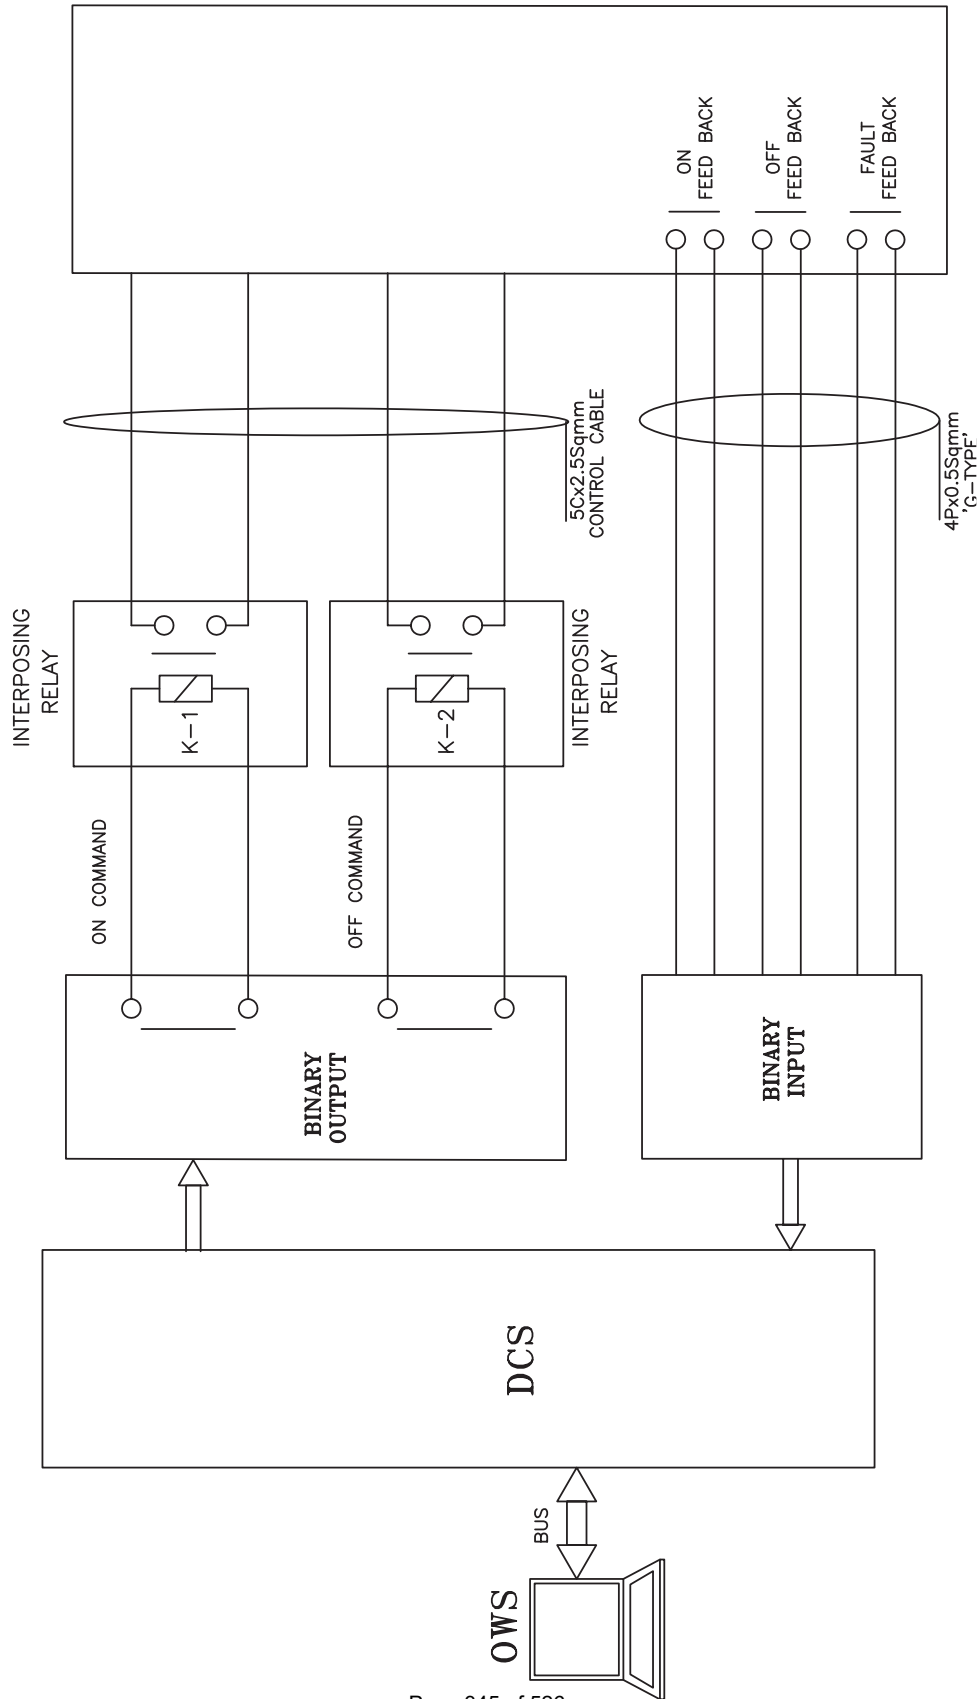 ON
FEED BACK
OFF
FEED BACK
FAULT
FEED BACK
5Cx2.5Sqmm
CONTROL CABLE
4Px0.5Sqmm
'G-TYPE'
INTERPOSING
RELAY
K-1
K-2
INTERPOSING
RELAY
ON COMMAND
OFF COMMAND
BINARY
OUTPUT
BINARY
INPUT
DCS
BUS
OWS